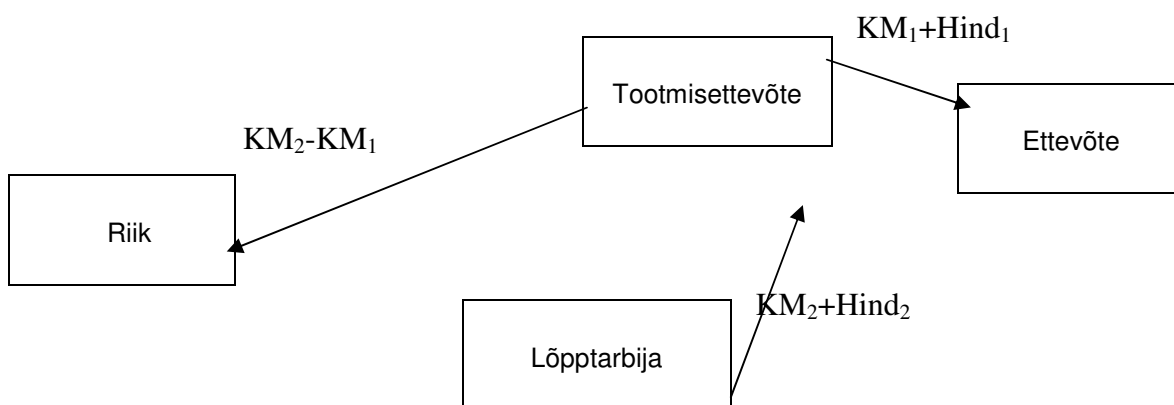 KM₁+Hind₁
Tootmisettevõte
KM₂-KM₁
Ettevõte
Riik
KM₂+Hind₂
Lõpptarbija